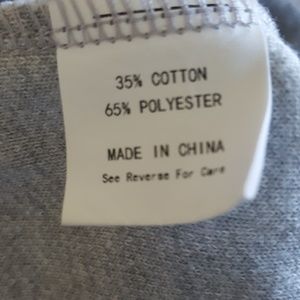 35% COTTON
65% POLYESTER
MADE IN CHINA
See Reverse For Care